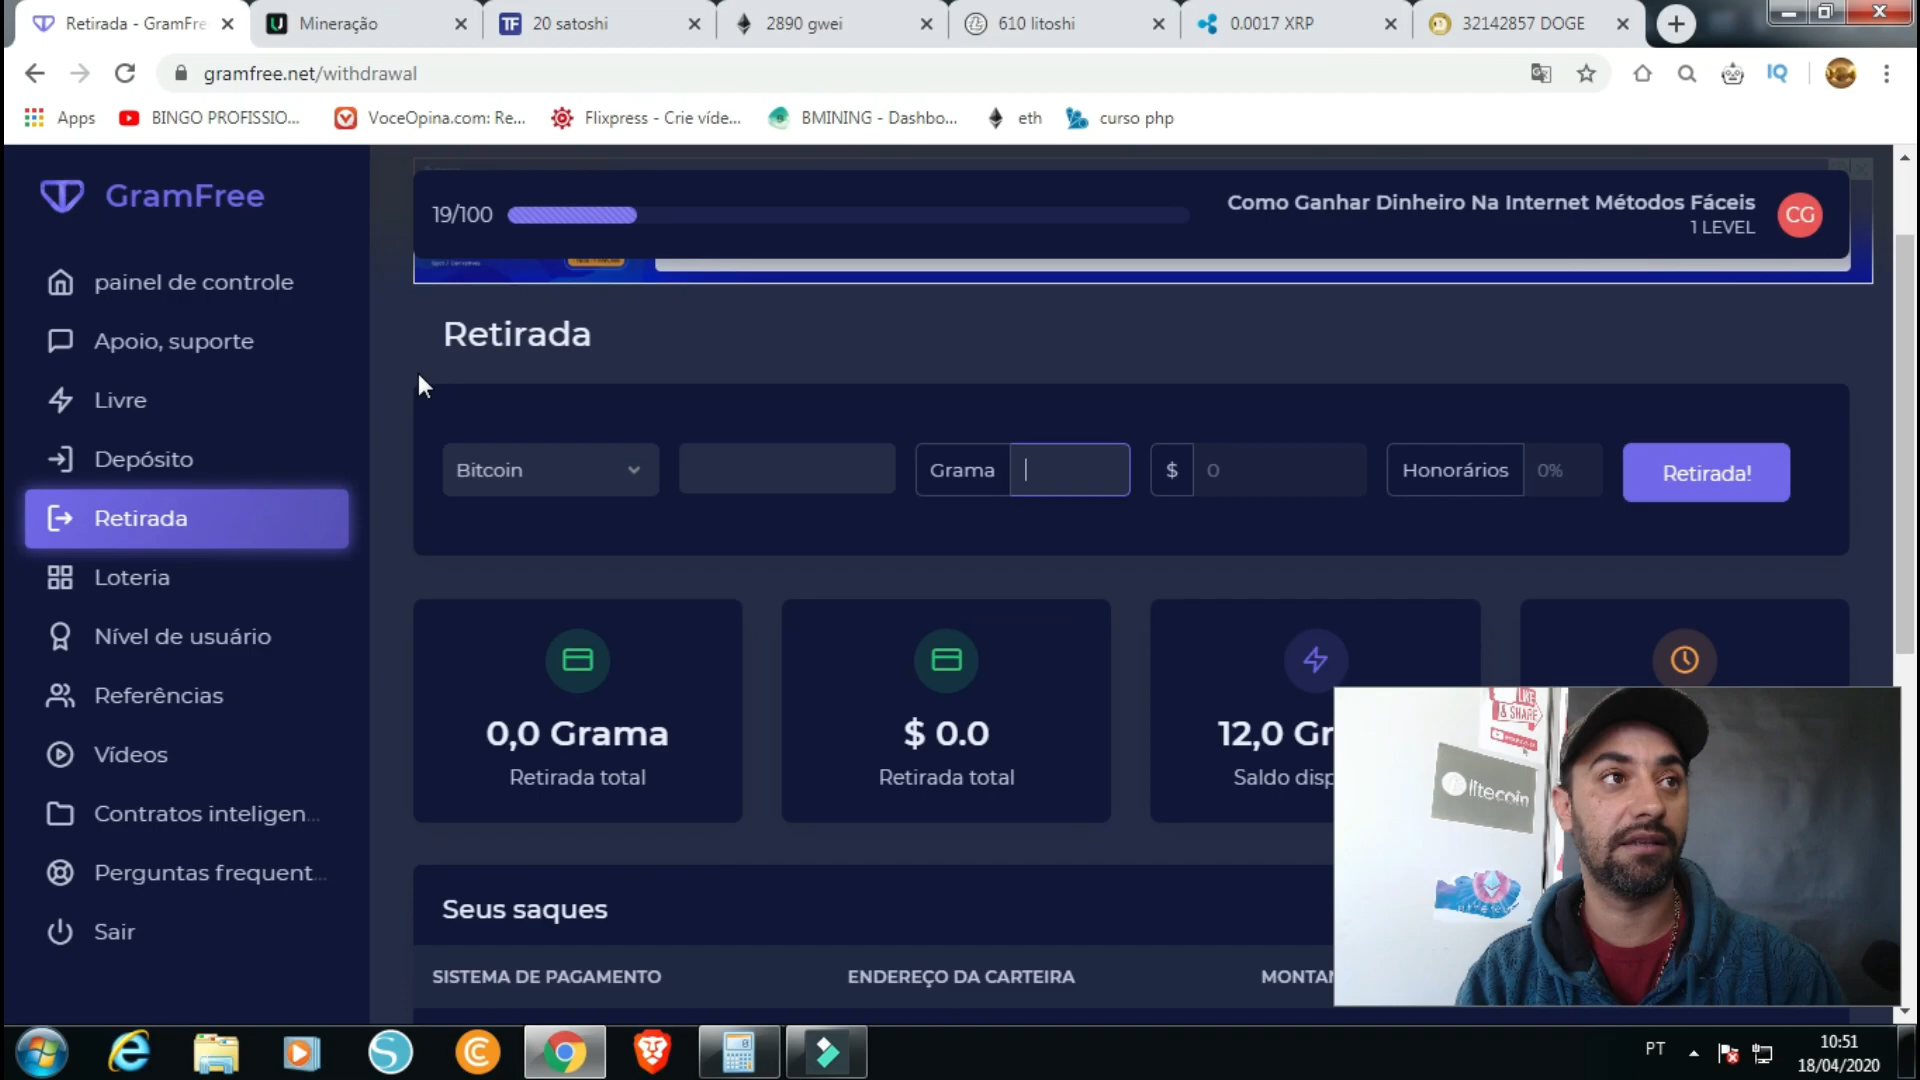 Retirada - GramFre
Mineração
20 satoshi
2890 gwei
610 litoshi
0.0017 XRP
32142857 DOGE
gramfree.net/withdrawal
IQ
Apps
BINGO PROFISSIO...
VoceOpina.com: Re...
Flixpress - Crie víde...
BMINING - Dashbo...
eth
curso php
GramFree
19/100
Como Ganhar Dinheiro Na Internet Métodos Fáceis
1 LEVEL
CG
painel de controle
Apoio, suporte
Livre
Depósito
Retirada
Loteria
Nível de usuário
Referências
Vídeos
Contratos inteligen...
Perguntas frequent...
Sair
Retirada
Bitcoin
Grama
$
0
Honorários
0%
Retirada!
0,0 Grama
Retirada total
$ 0.0
Retirada total
12,0 Gr
Saldo disp
Seus saques
SISTEMA DE PAGAMENTO
ENDEREÇO DA CARTEIRA
MONTAN
LIKE
& SHARE
litecoin
PT
10:51
18/04/2020